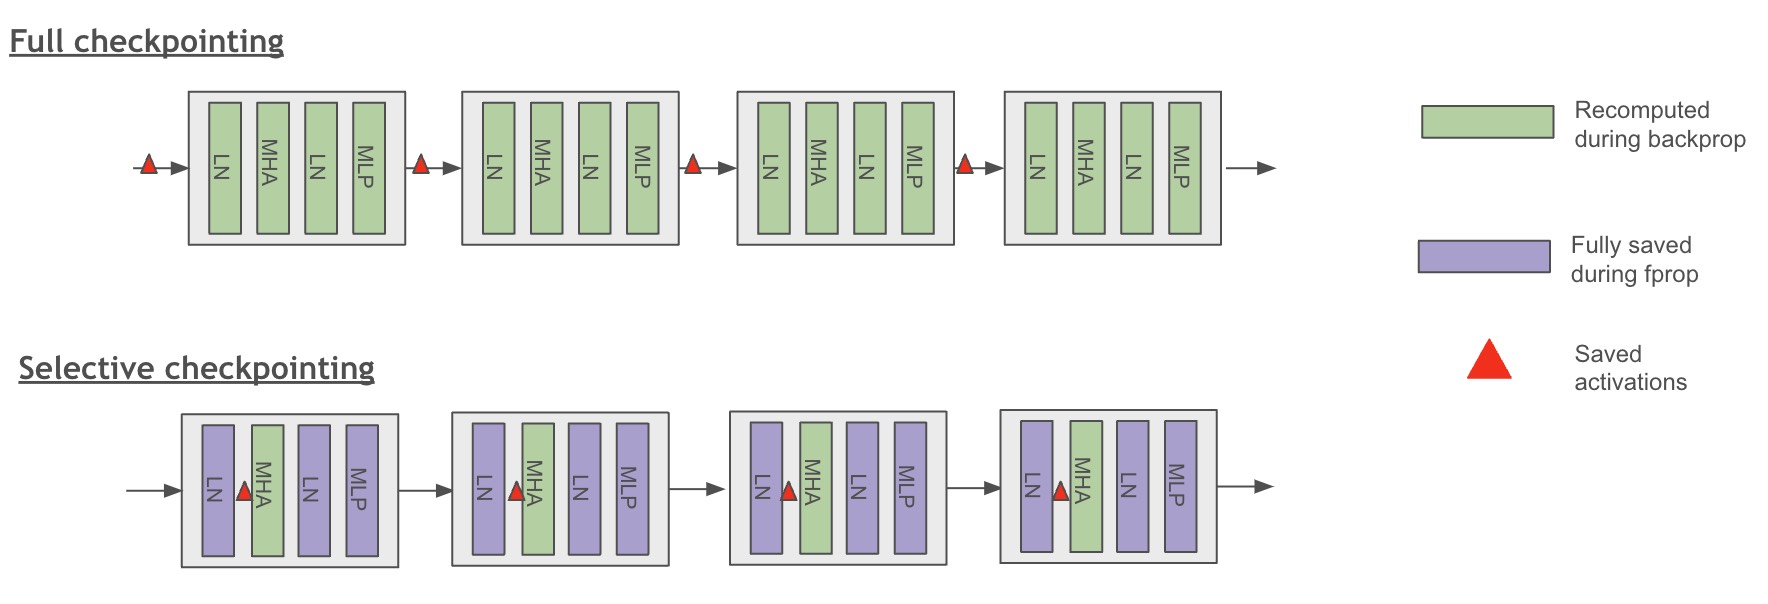 Full checkpointing
LN
MHA
LN
MLP
LN
MHA
LN
MLP
LN
MHA
LN
MLP
LN
MHA
LN
MLP
Recomputed
during backprop
Fully saved
during fprop
Saved
activations
Selective checkpointing
LN
MHA
LN
MLP
LN
MHA
LN
MLP
LN
MHA
LN
MLP
LN
MHA
LN
MLP